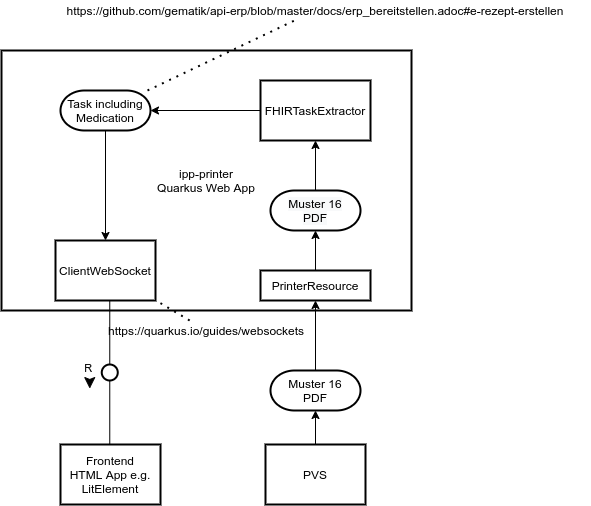 https://github.com/gematik/api-erp/blob/master/docs/erp_bereitstellen.adoc#e-rezept-erstellen
Task including
Medication
FHIRTaskExtractor
ipp-printer
Quarkus Web App
Muster 16
PDF
ClientWebSocket
PrinterResource
https://quarkus.io/guides/websockets
R
Muster 16
PDF
Frontend
HTML App e.g.
LitElement
PVS